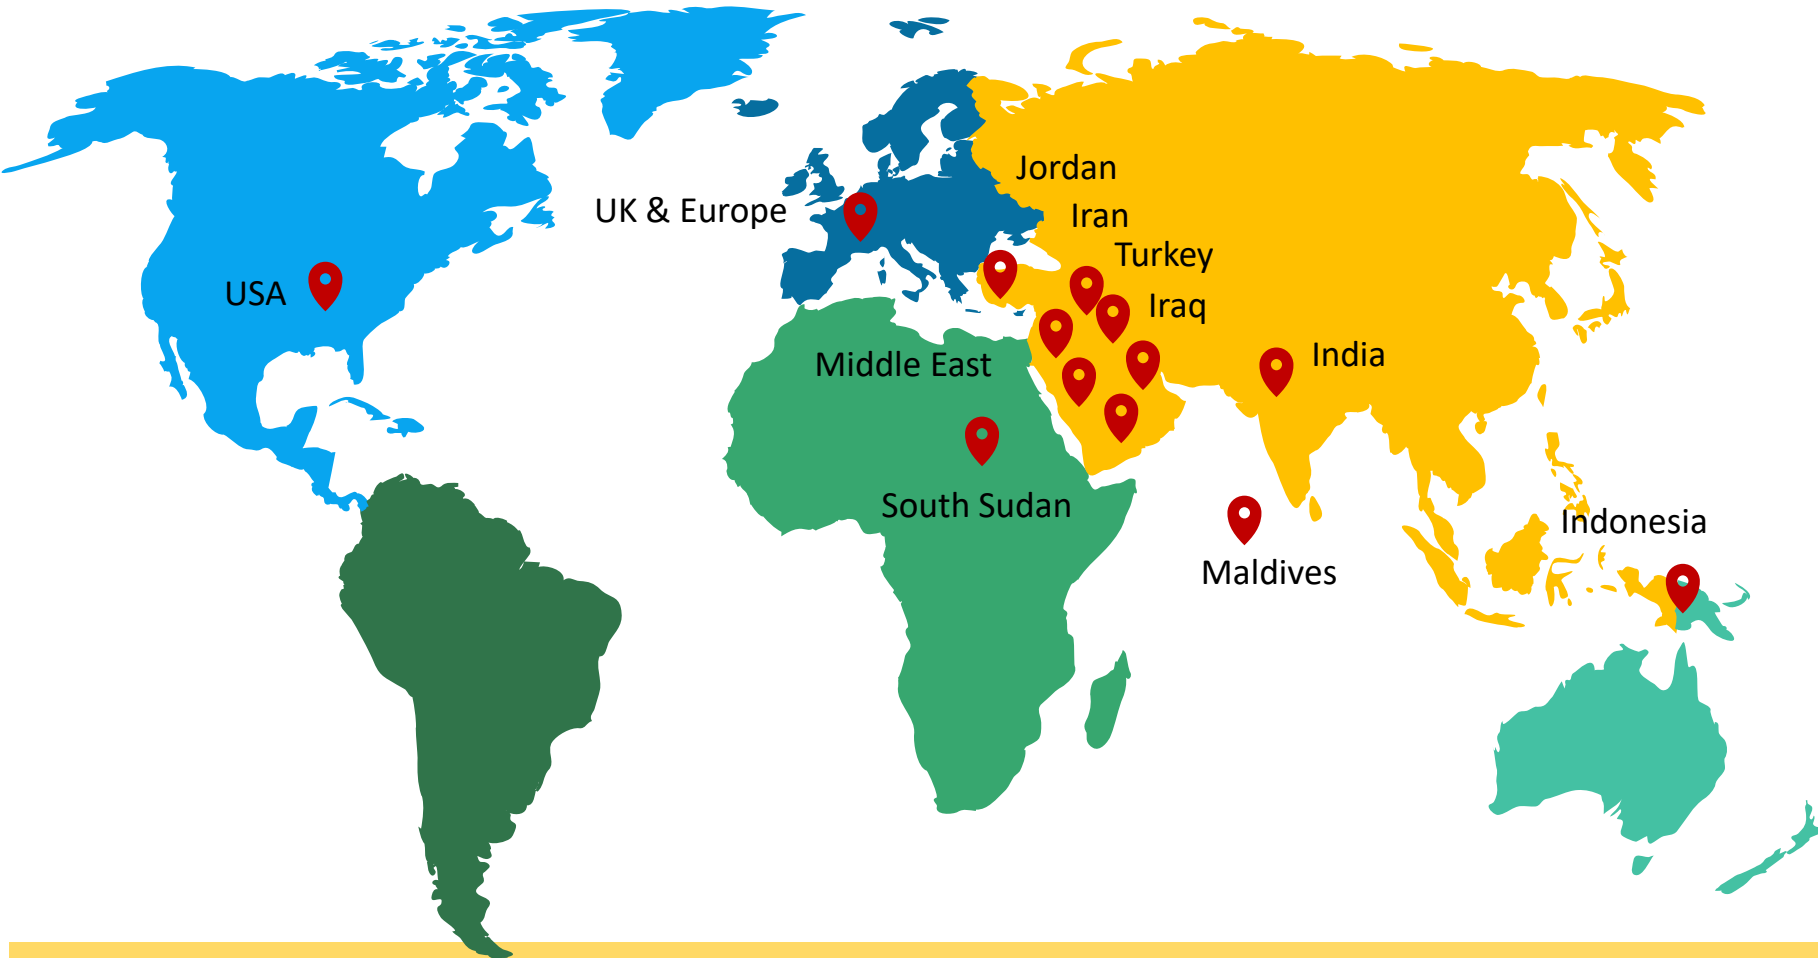 Jordan
UK & Europe
Iran
Turkey
USA
Iraq
Middle East
India
South Sudan
Indonesia
Maldives